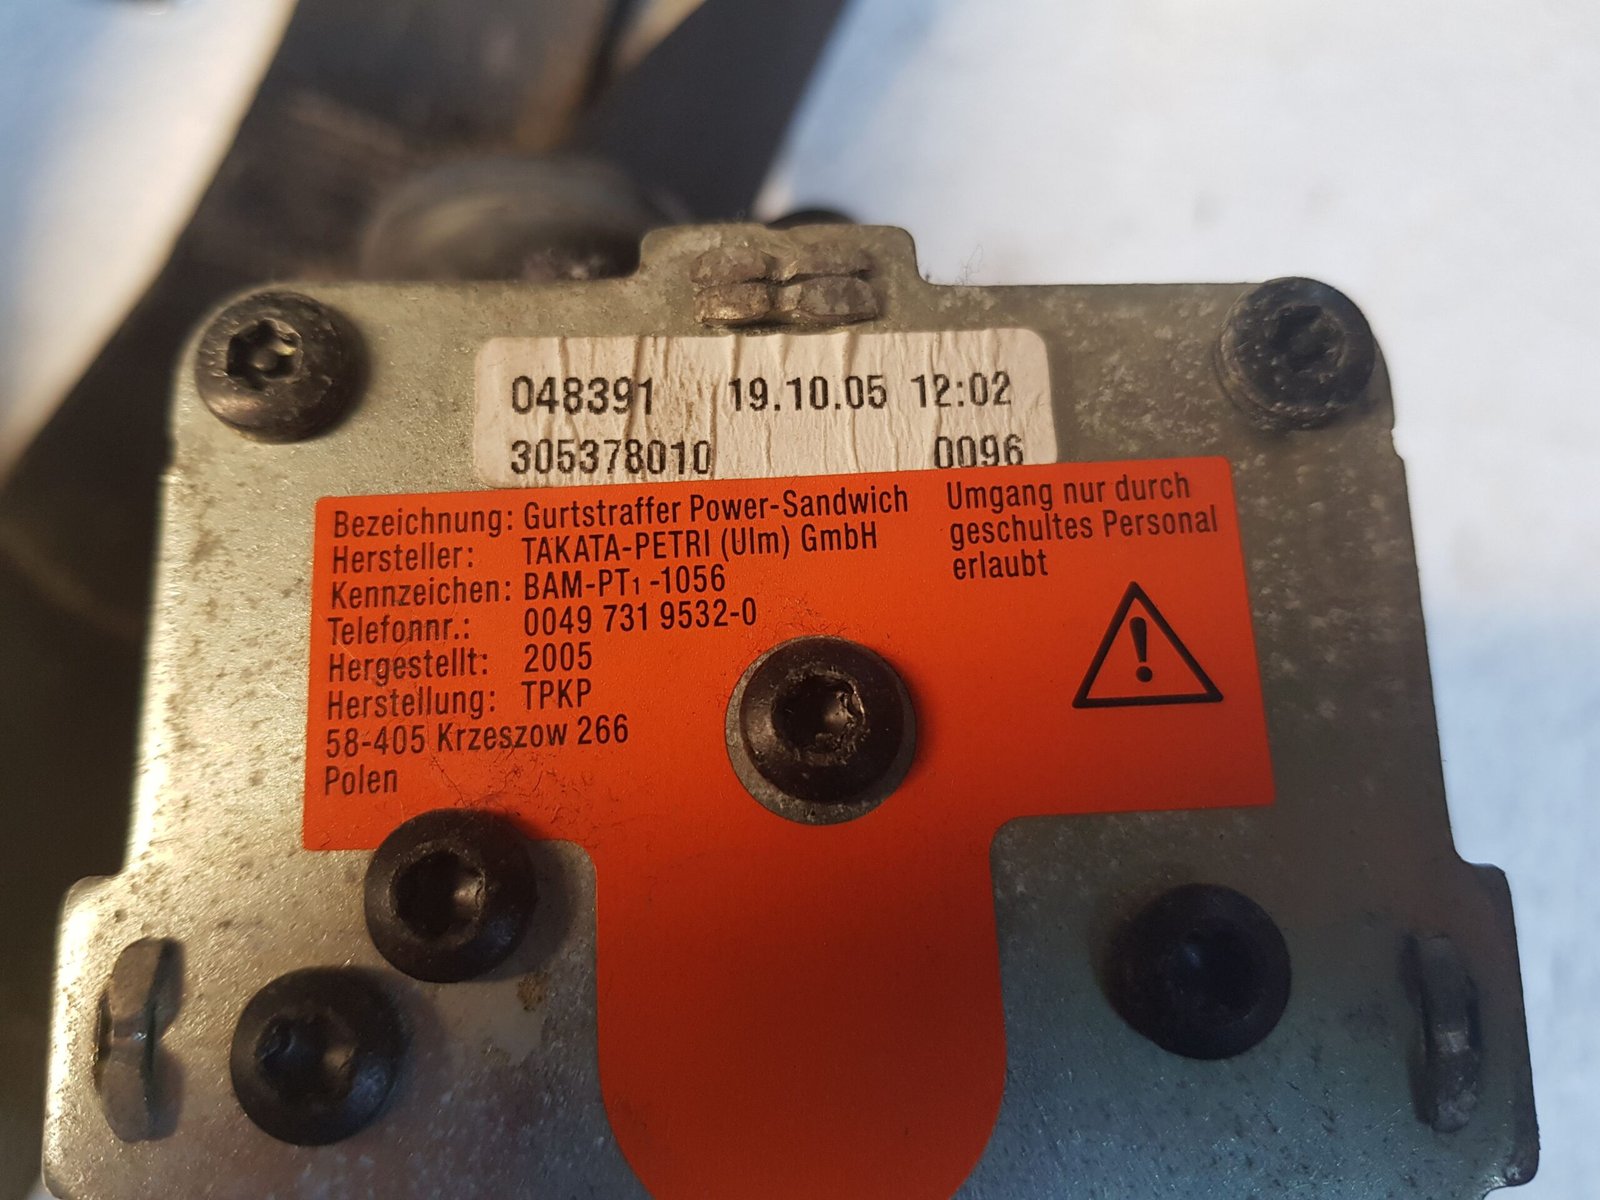 048391 19.10.05 12:02
305378010 0096
Bezeichnung: Gurtstraffer Power-Sandwich
Hersteller: TAKATA-PETRI (Ulm) GmbH
Kennzeichen: BAM-PT1-1056
Telefonnr.: 0049 731 9532-0
Hergestellt: 2005
Herstellung: TPKP
58-405 Krzeszow 266
Polen
Umgang nur durch
geschultes Personal
erlaubt